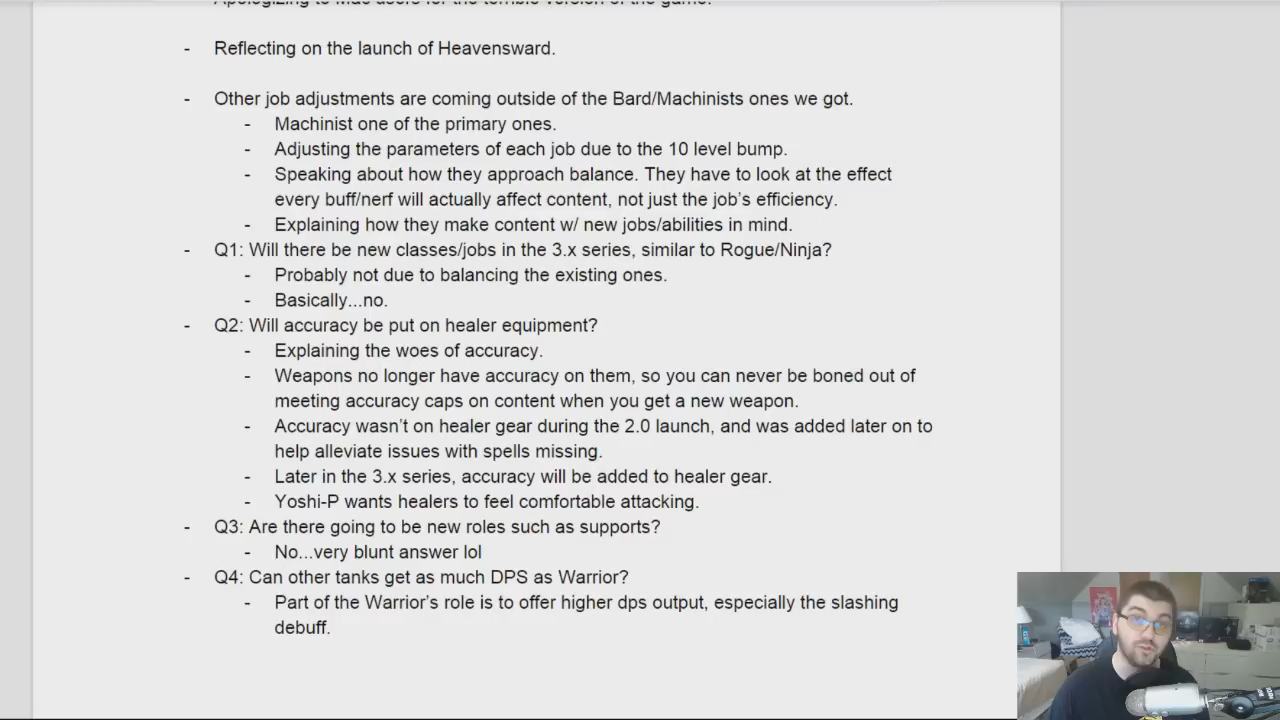 Apologizing to Mac users for the terrible version of the game.
- Reflecting on the launch of Heavensward.
- Other job adjustments are coming outside of the Bard/Machinists ones we got.
- Machinist one of the primary ones.
- Adjusting the parameters of each job due to the 10 level bump.
- Speaking about how they approach balance. They have to look at the effect
every buff/nerf will actually affect content, not just the job's efficiency.
- Explaining how they make content w/ new jobs/abilities in mind.
- Q1: Will there be new classes/jobs in the 3.x series, similar to Rogue/Ninja?
- Probably not due to balancing the existing ones.
- Basically...no.
- Q2: Will accuracy be put on healer equipment?
- Explaining the woes of accuracy.
- Weapons no longer have accuracy on them, so you can never be boned out of
meeting accuracy caps on content when you get a new weapon.
- Accuracy wasn't on healer gear during the 2.0 launch, and was added later on to
help alleviate issues with spells missing.
- Later in the 3.x series, accuracy will be added to healer gear.
- Yoshi-P wants healers to feel comfortable attacking.
- Q3: Are there going to be new roles such as supports?
- No...very blunt answer lol
- Q4: Can other tanks get as much DPS as Warrior?
- Part of the Warrior's role is to offer higher dps output, especially the slashing
debuff.